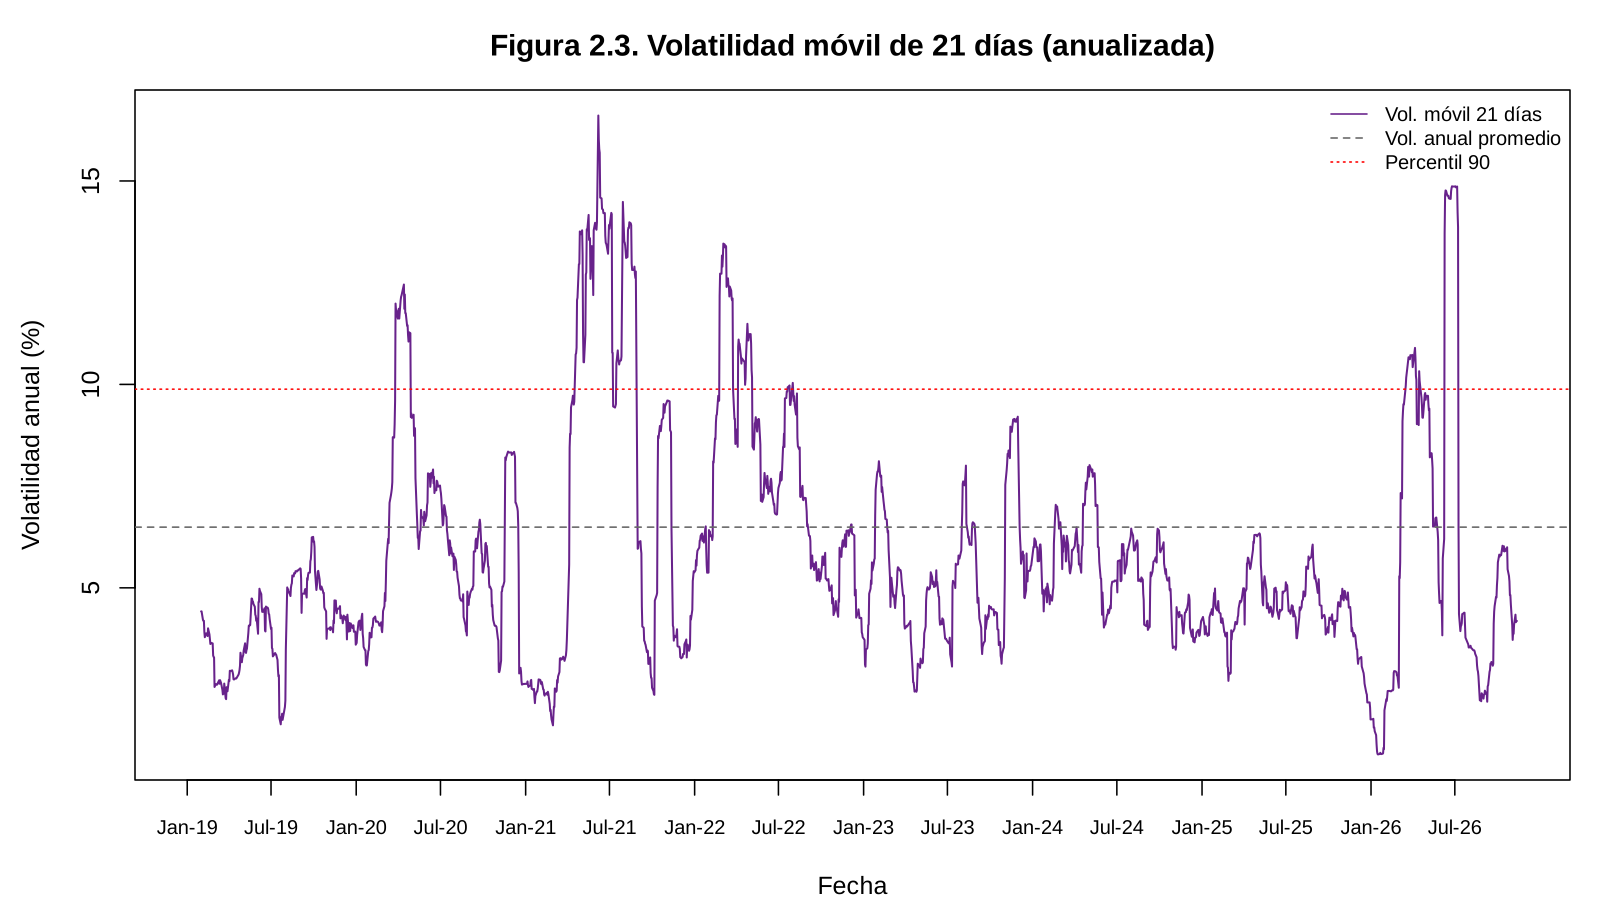 Figura 2.3. Volatilidad móvil de 21 días (anualizada)
Vol. móvil 21 días
Vol. anual promedio
Percentil 90
Volatilidad anual (%)
15
10
5
Jan-19 Jul-19 Jan-20 Jul-20 Jan-21 Jul-21 Jan-22 Jul-22 Jan-23 Jul-23 Jan-24 Jul-24 Jan-25 Jul-25 Jan-26 Jul-26
Fecha